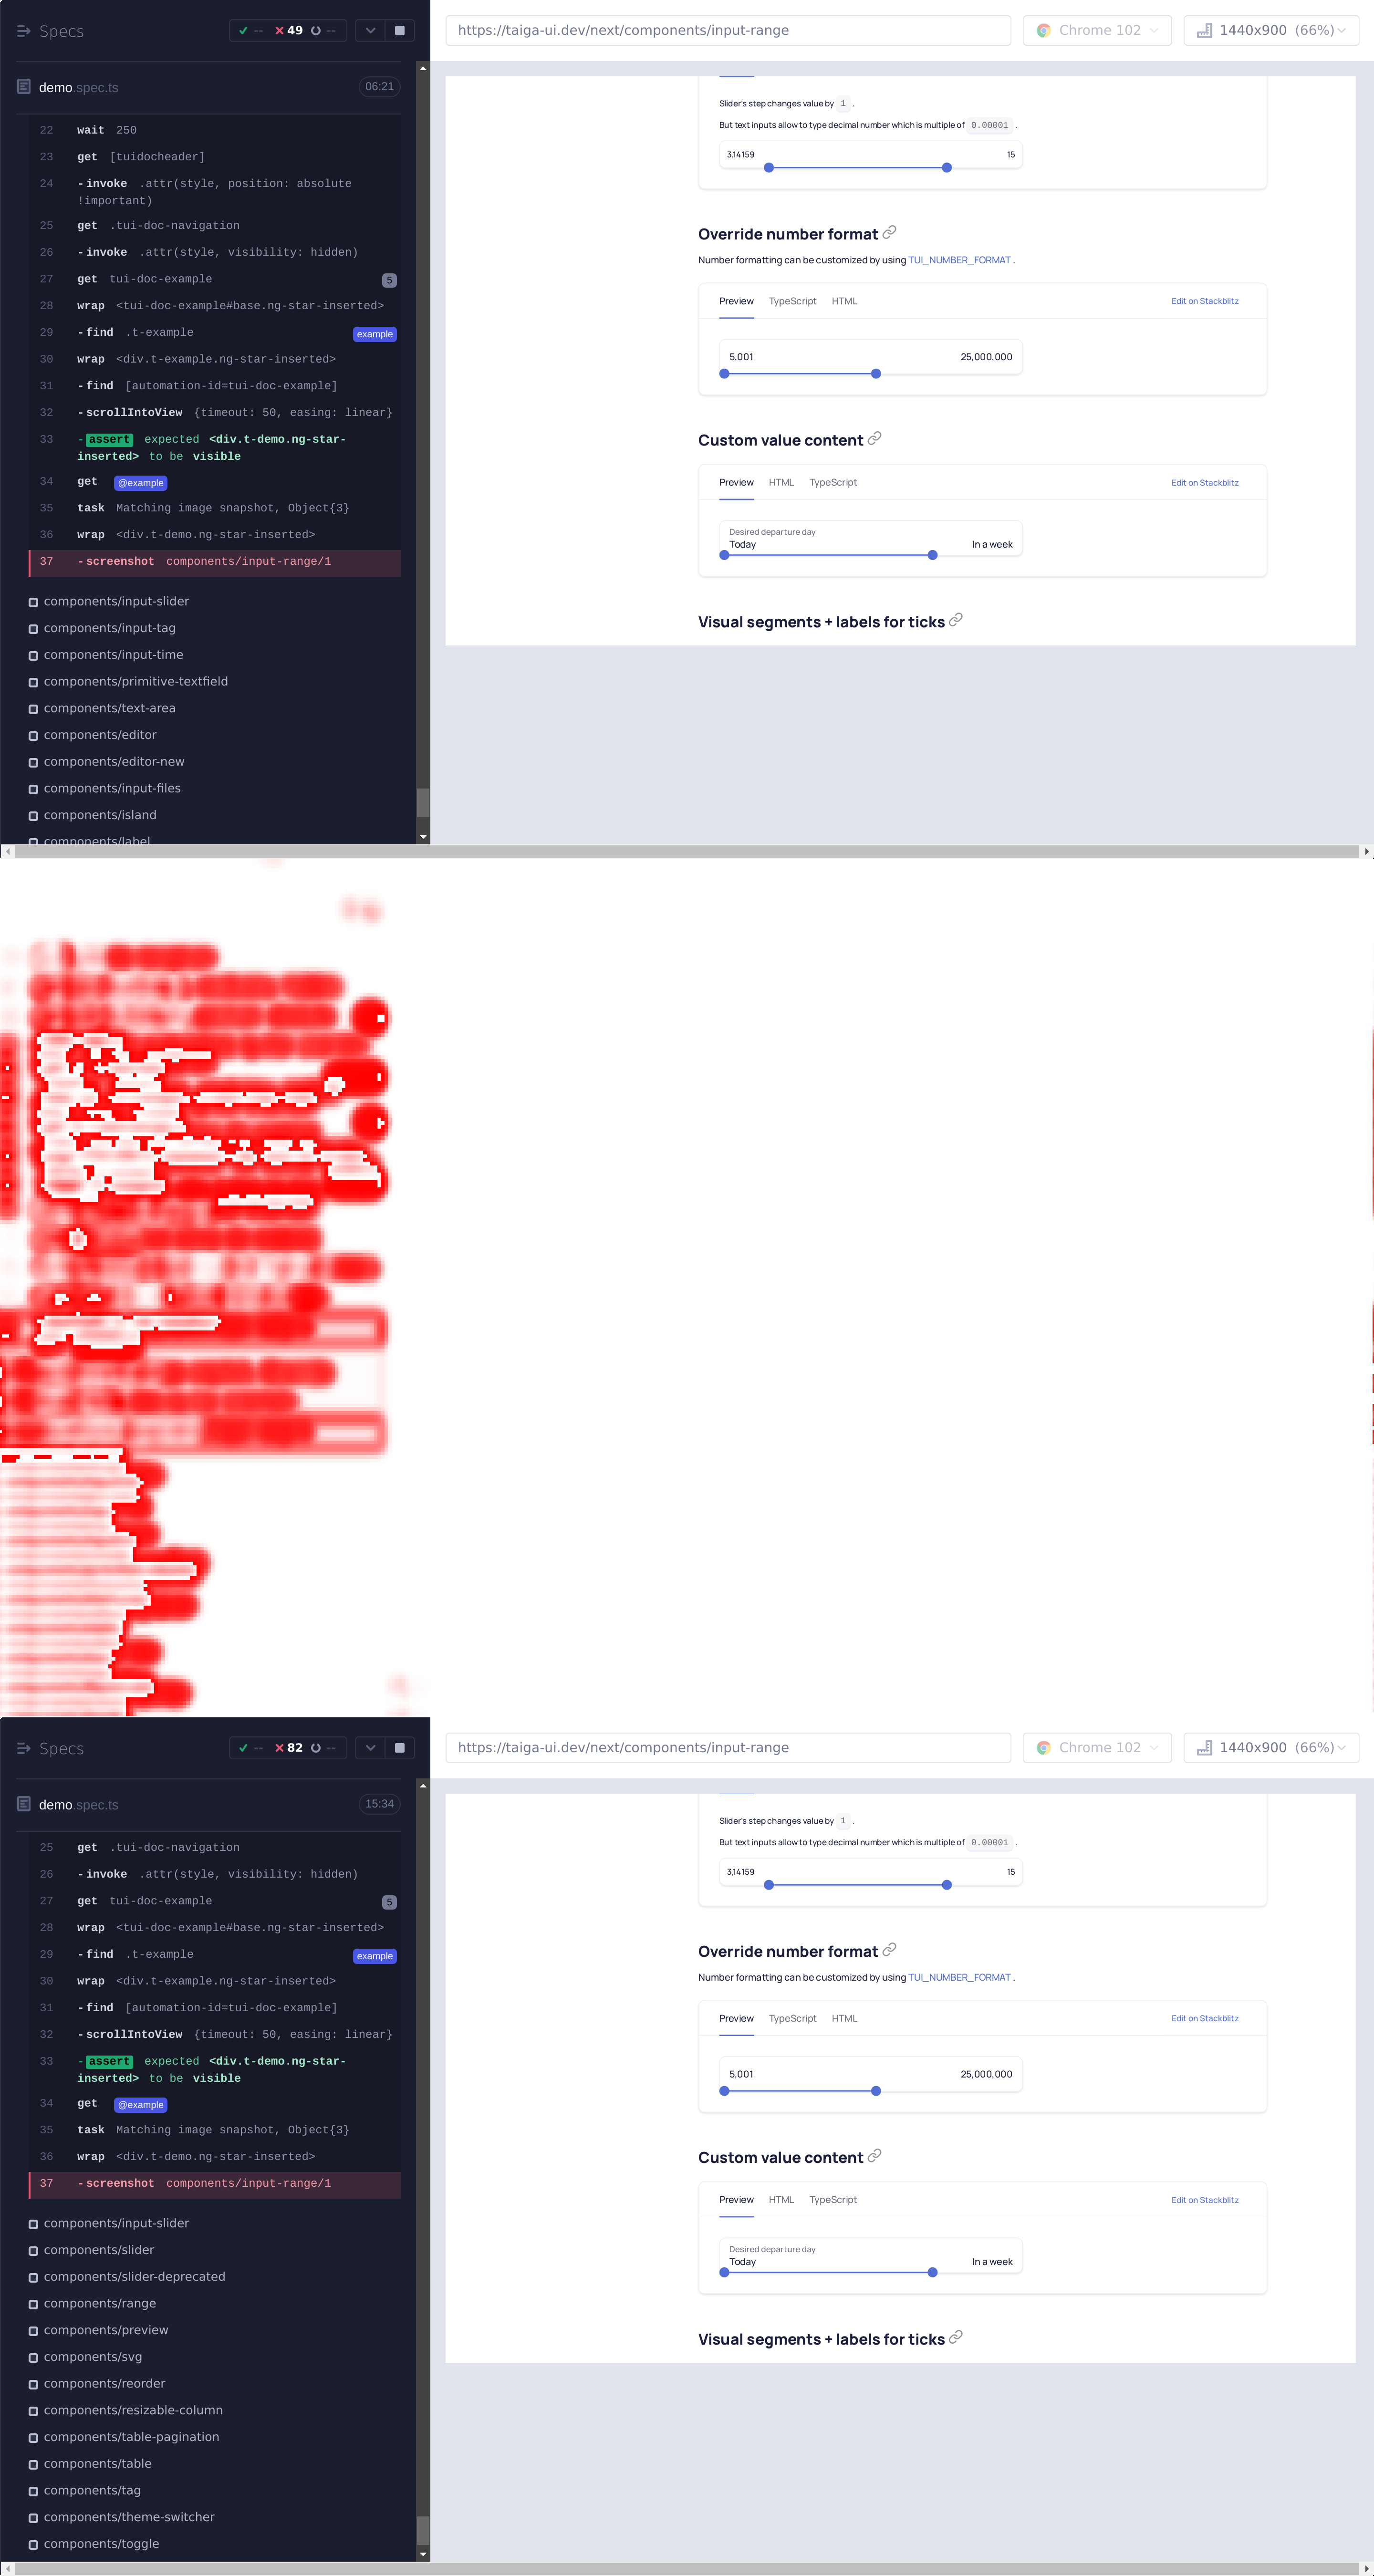 Specs
-- 49 --
https://taiga-ui.dev/next/components/input-range
Chrome 102
1440x900 (66%)
demo.spec.ts 06:21
22 wait 250
23 get [tuidocheader]
24 -invoke .attr(style, position: absolute
!important)
25 get .tui-doc-navigation
26 -invoke .attr(style, visibility: hidden)
27 get tui-doc-example 5
28 wrap <tui-doc-example#base.ng-star-inserted>
29 -find .t-example example
30 wrap <div.t-example.ng-star-inserted>
31 -find [automation-id=tui-doc-example]
32 -scrollIntoView {timeout: 50, easing: linear}
33 -assert expected <div.t-demo.ng-star-
inserted> to be visible
34 get @example
35 task Matching image snapshot, Object{3}
36 wrap <div.t-demo.ng-star-inserted>
37 -screenshot components/input-range/1
components/input-slider
components/input-tag
components/input-time
components/primitive-textfield
components/text-area
components/editor
components/editor-new
components/input-files
components/island
components/label
Slider's step changes value by 1 .
But text inputs allow to type decimal number which is multiple of 0.00001 .
3,14159 15
Override number format
Number formatting can be customized by using TUI_NUMBER_FORMAT .
Preview TypeScript HTML Edit on Stackblitz
5,001 25,000,000
Custom value content
Preview HTML TypeScript Edit on Stackblitz
Desired departure day
Today In a week
Visual segments + labels for ticks
Specs
-- 82 --
https://taiga-ui.dev/next/components/input-range
Chrome 102
1440x900 (66%)
demo.spec.ts 15:34
25 get .tui-doc-navigation
26 -invoke .attr(style, visibility: hidden)
27 get tui-doc-example 5
28 wrap <tui-doc-example#base.ng-star-inserted>
29 -find .t-example example
30 wrap <div.t-example.ng-star-inserted>
31 -find [automation-id=tui-doc-example]
32 -scrollIntoView {timeout: 50, easing: linear}
33 -assert expected <div.t-demo.ng-star-
inserted> to be visible
34 get @example
35 task Matching image snapshot, Object{3}
36 wrap <div.t-demo.ng-star-inserted>
37 -screenshot components/input-range/1
components/input-slider
components/slider
components/slider-deprecated
components/range
components/preview
components/svg
components/reorder
components/resizable-column
components/table-pagination
components/table
components/tag
components/theme-switcher
components/toggle
Slider's step changes value by 1 .
But text inputs allow to type decimal number which is multiple of 0.00001 .
3,14159 15
Override number format
Number formatting can be customized by using TUI_NUMBER_FORMAT .
Preview TypeScript HTML Edit on Stackblitz
5,001 25,000,000
Custom value content
Preview HTML TypeScript Edit on Stackblitz
Desired departure day
Today In a week
Visual segments + labels for ticks